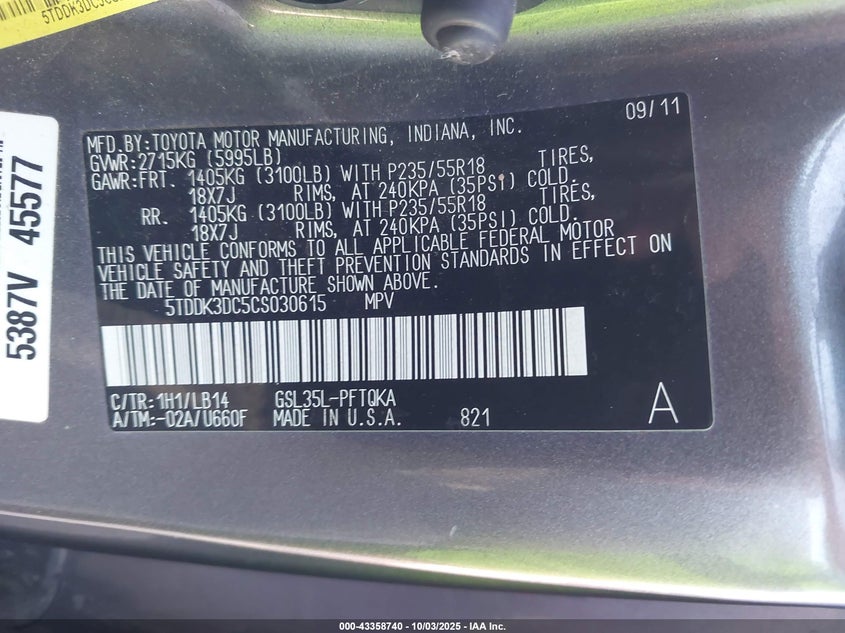 MFD.BY:TOYOTA MOTOR MANUFACTURING, INDIANA, INC. 09/11
GVWR:2715KG (5995LB)
GAWR:FRT. 1405KG (3100LB) WITH P235/55R18 TIRES,
18X7J RIMS, AT 240KPA (35PSI) COLD.
RR. 1405KG (3100LB) WITH P235/55R18 TIRES,
18X7J RIMS, AT 240KPA (35PSI) COLD.
THIS VEHICLE CONFORMS TO ALL APPLICABLE FEDERAL MOTOR
VEHICLE SAFETY AND THEFT PREVENTION STANDARDS IN EFFECT ON
THE DATE OF MANUFACTURE SHOWN ABOVE.
5TDDK3DC5CS030615 MPV
C/TR:1H1/LB14 GSL35L-PFTQKA
A/TM:-02A/U660F MADE IN U.S.A. 821 A
5387V 45577
000-43358740 - 10/03/2025 - IAA Inc.